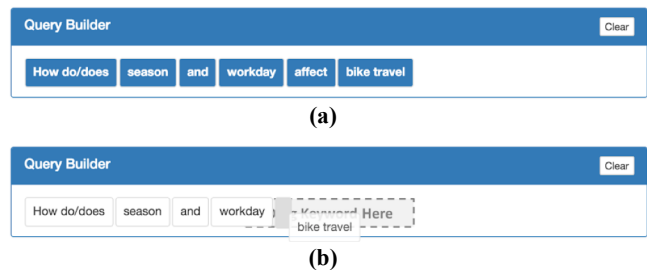 Query Builder Clear
How do/does season and workday affect bike travel
(a)
Query Builder Clear
How do/does season and workday Keyword Here
bike travel
(b)